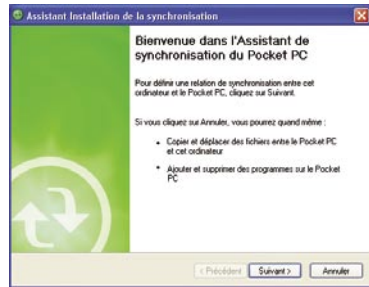 Assistant Installation de la synchronisation
Bienvenue dans l'Assistant de
synchronisation du Pocket PC
Pour définir une relation de synchronisation entre cet
ordinateur et le Pocket PC, cliquez sur Suivant.
Si vous cliquez sur Annuler, vous pourrez quand même :
• Copier et déplacer des fichiers entre le Pocket PC
et cet ordinateur
• Ajouter et supprimer des programmes sur le Pocket
PC
< Précédent Suivant > Annuler